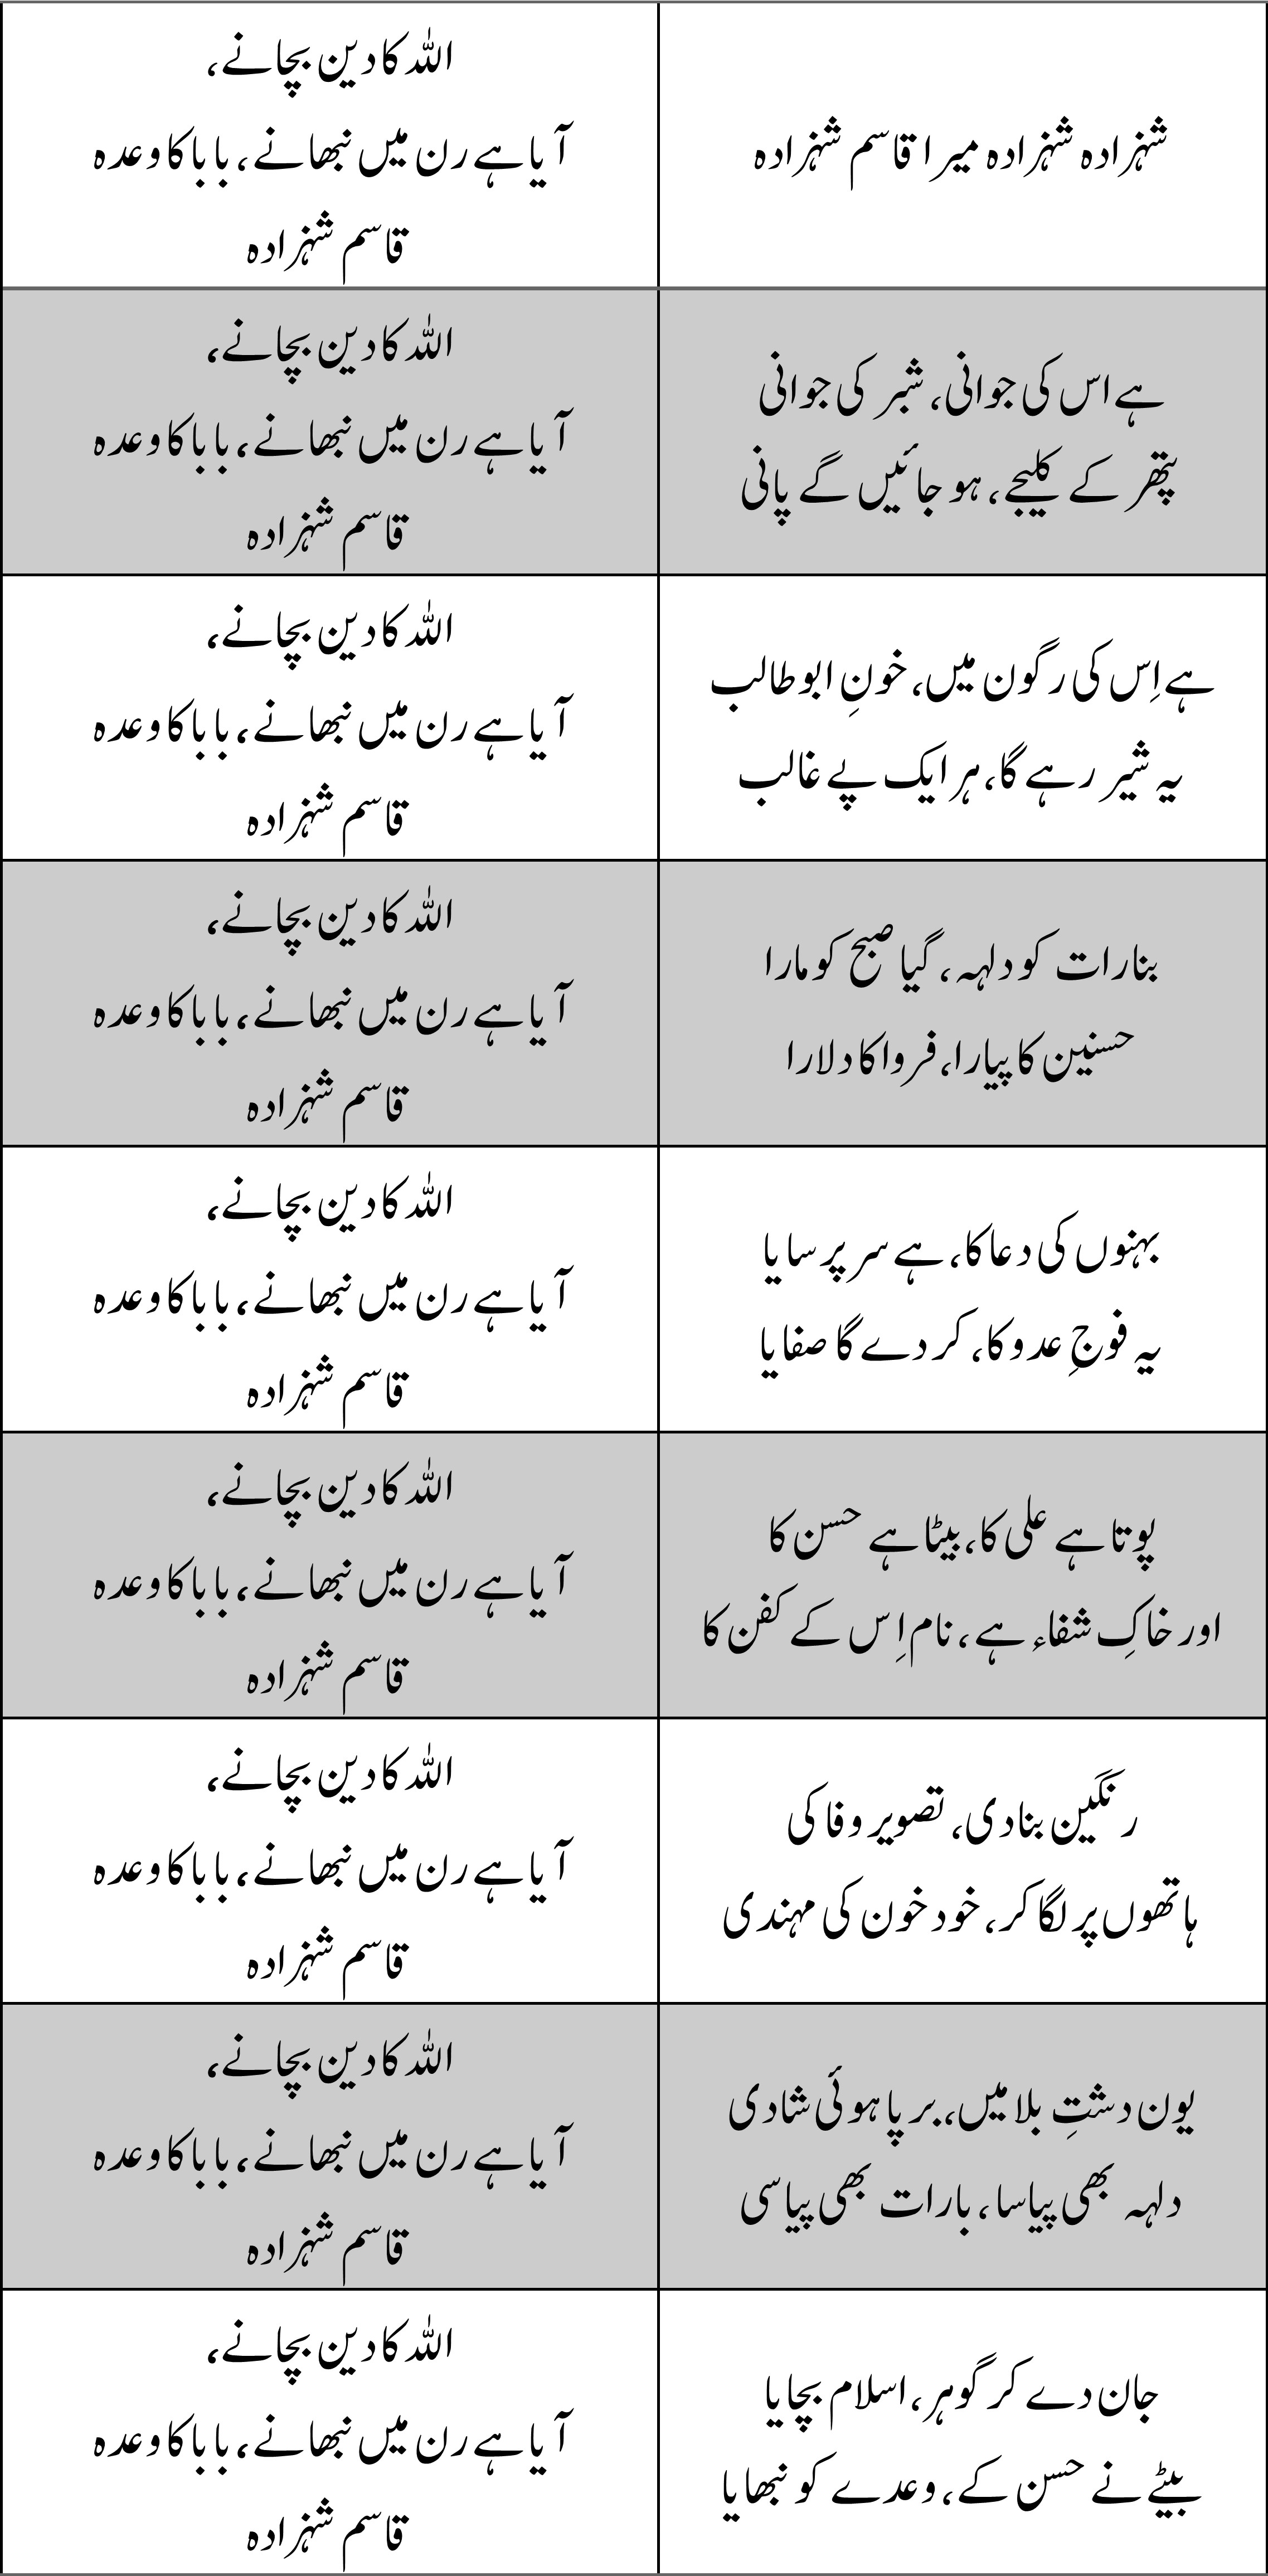 شہزادہ شہزادہ میرا قاسم شہزادہ
اللہ کا دین بچانے،
آیا ہے رن میں نبھانے، بابا کا وعدہ
قاسم شہزادہ
ہے اس کی جوانی، شبر کی جوانی
پتھر کے کلیجے، ہو جائیں گے پانی
اللہ کا دین بچانے،
آیا ہے رن میں نبھانے، بابا کا وعدہ
قاسم شہزادہ
ہے اِس کی رگون میں، خونِ ابو طالب
یہ شیر رہے گا، ہر ایک پے غالب
اللہ کا دین بچانے،
آیا ہے رن میں نبھانے، بابا کا وعدہ
قاسم شہزادہ
بنا رات کو دلہہ، گیا صبح کو مارا
حسنین کا پیارا، فروا کا دلارا
اللہ کا دین بچانے،
آیا ہے رن میں نبھانے، بابا کا وعدہ
قاسم شہزادہ
بہنوں کی دعا کا، ہے سر پر سایا
یہ فوجِ عدو کا، کر دے گا صفایا
اللہ کا دین بچانے،
آیا ہے رن میں نبھانے، بابا کا وعدہ
قاسم شہزادہ
پوتا ہے علی کا، بیٹا ہے حسن کا
اور خاکِ شفاء ہے، نام اِس کے کفن کا
اللہ کا دین بچانے،
آیا ہے رن میں نبھانے، بابا کا وعدہ
قاسم شہزادہ
رنگین بنا دی، تصویر وفا کی
ہاتھوں پر لگا کر، خود خون کی مہندی
اللہ کا دین بچانے،
آیا ہے رن میں نبھانے، بابا کا وعدہ
قاسم شہزادہ
یون دشتِ بلا میں، برپا ہوئی شادی
دلہہ بھی پیاسا، بارات بھی پیاسی
اللہ کا دین بچانے،
آیا ہے رن میں نبھانے، بابا کا وعدہ
قاسم شہزادہ
جان دے کر گوہر، اسلام بچایا
بیٹے نے حسن کے، وعدے کو نبھایا
اللہ کا دین بچانے،
آیا ہے رن میں نبھانے، بابا کا وعدہ
قاسم شہزادہ